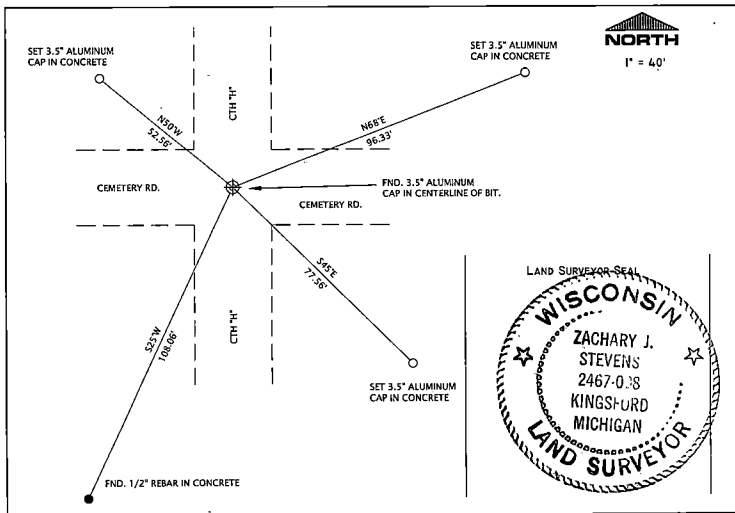 SET 3.5" ALUMINUM
CAP IN CONCRETE
SET 3.5" ALUMINUM
CAP IN CONCRETE
NORTH
1" = 40'
CTH "H"
N50°W
52.56'
N68°E
96.33'
CEMETERY RD.
FND. 3.5" ALUMINUM
CAP IN CENTERLINE OF BIT.
CEMETERY RD.
S45°E
77.56'
S25°W
108.06'
CTH "H"
SET 3.5" ALUMINUM
CAP IN CONCRETE
FND. 1/2" REBAR IN CONCRETE
LAND SURVEYOR SEAL
WISCONSIN
ZACHARY J.
STEVENS
KINGSFORD
MICHIGAN
LAND SURVEYOR